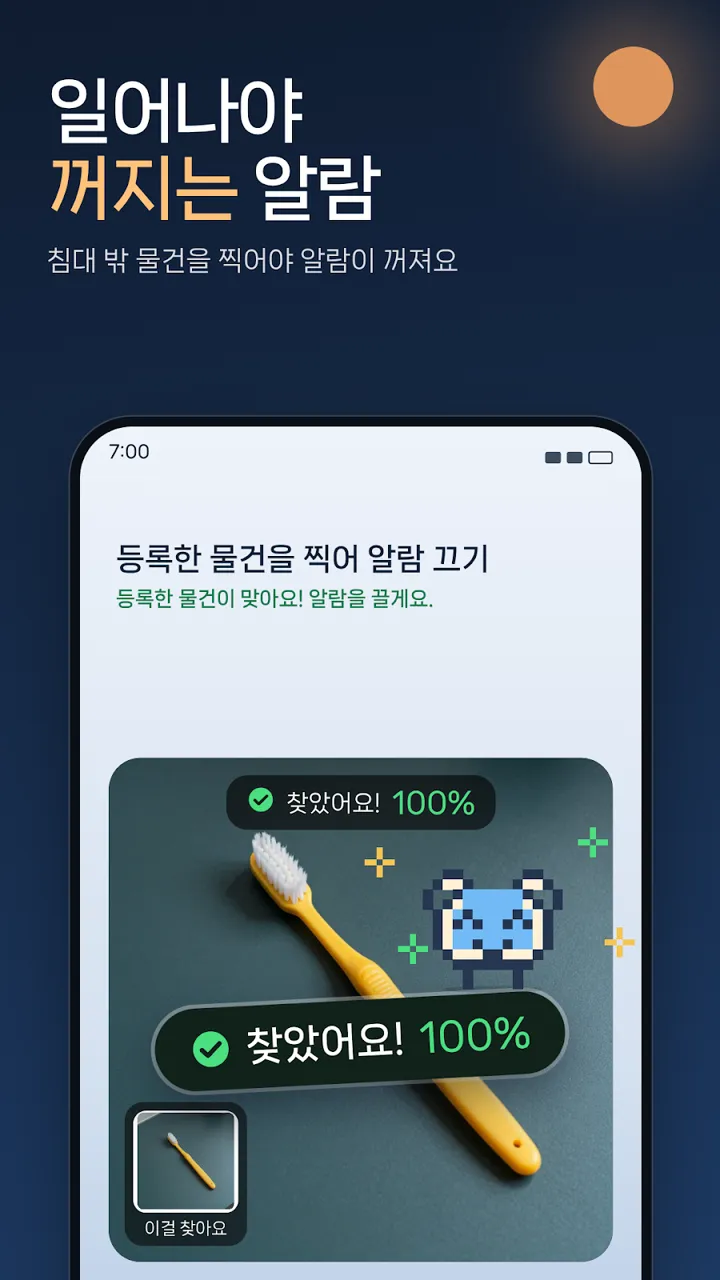 일어나야
꺼지는 알람
침대 밖 물건을 찍어야 알람이 꺼져요
7:00
등록한 물건을 찍어 알람 끄기
등록한 물건이 맞아요! 알람을 끌게요.
찾았어요! 100%
찾았어요! 100%
이걸 찾아요